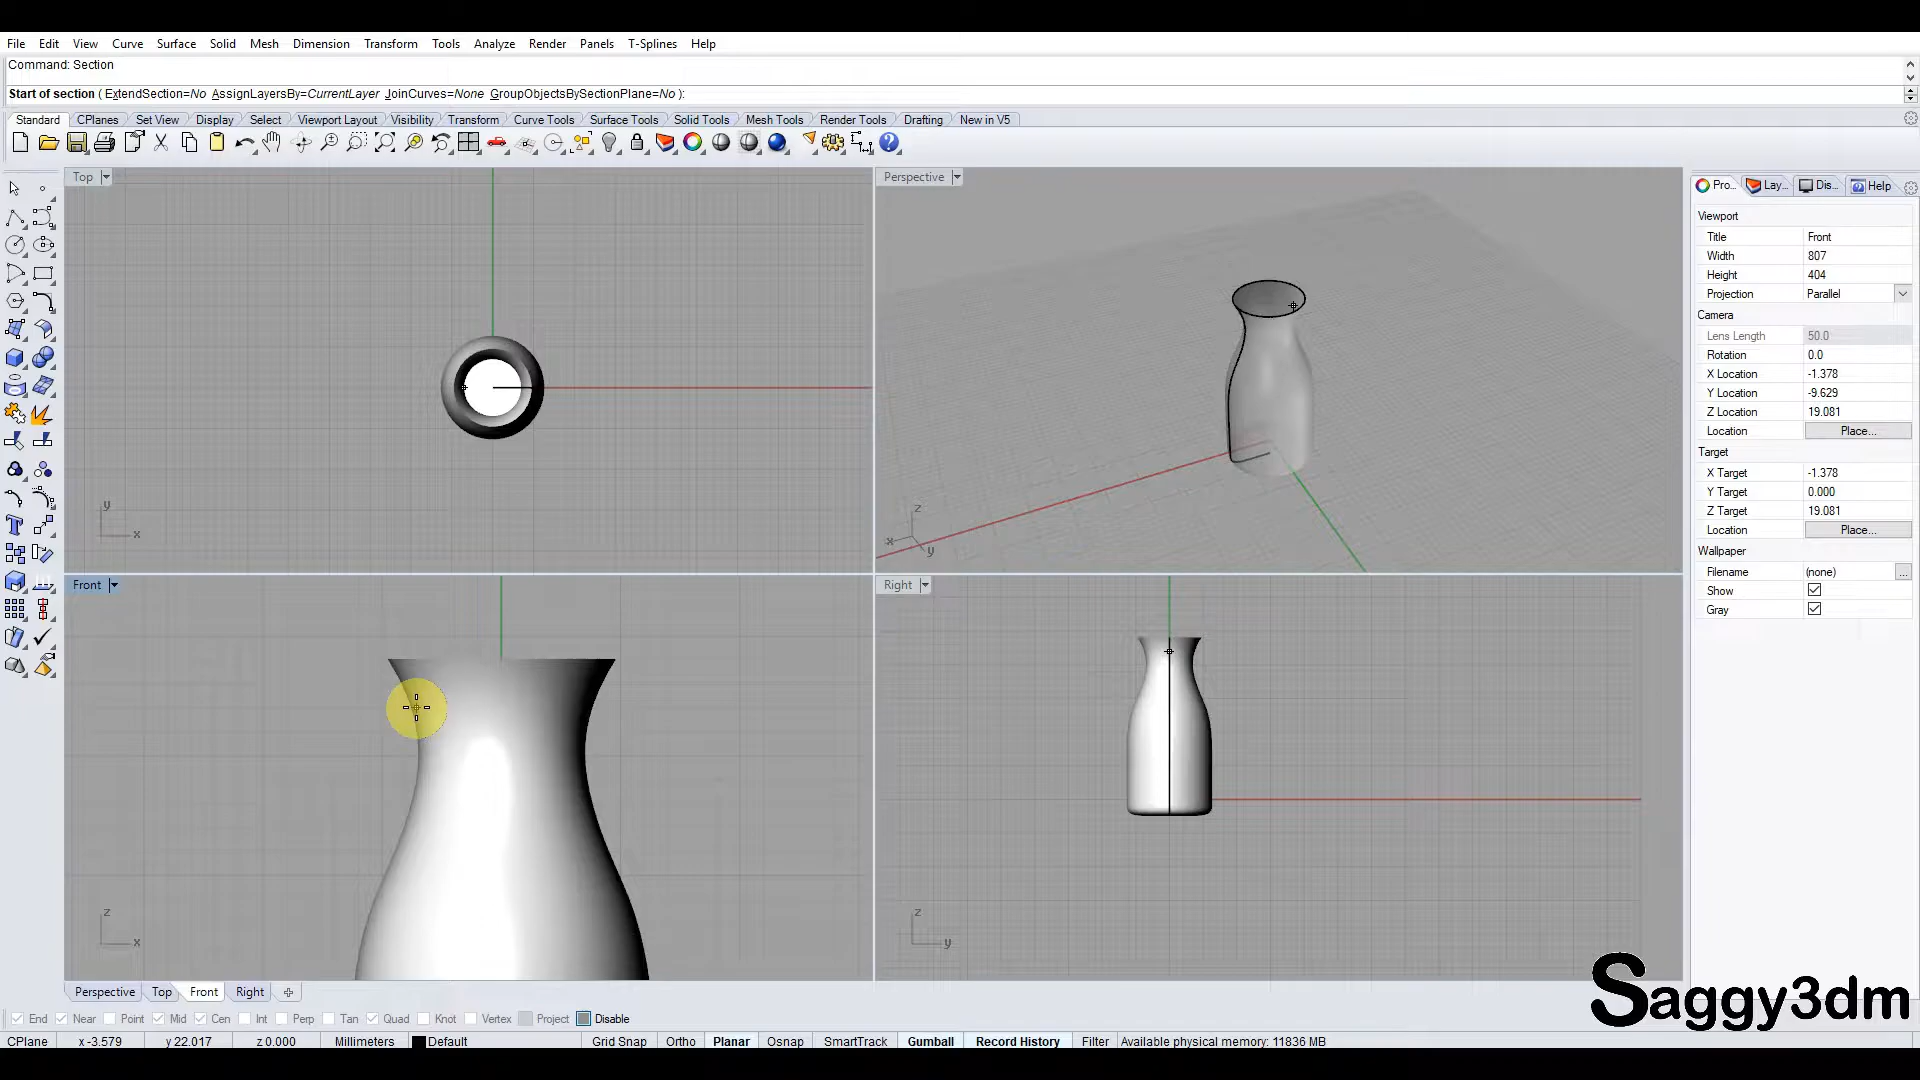 File Edit View Curve Surface Solid Mesh Dimension Transform Tools Analyze Render Panels T-Splines Help
Command: Section
Start of section ( ExtendSection=No AssignLayersBy=CurrentLayer JoinCurves=None GroupObjectsBySectionPlane=No ):
Standard CPlanes Set View Display Select Viewport Layout Visibility Transform Curve Tools Surface Tools Solid Tools Mesh Tools Render Tools Drafting New in V5
Top
Perspective
Pro... Lay... Dis... Help
Viewport
Title Front
Width 807
Height 404
Projection Parallel
Camera
Lens Length 50.0
Rotation 0.0
X Location -1.378
Y Location -9.629
Z Location 19.081
Location Place...
Target
X Target -1.378
Y Target 0.000
Z Target 19.081
Location Place...
Wallpaper
Filename (none) ...
Show
Gray
y
x
z
x
y
Front
Right
z
x
z
y
Perspective Top Front Right
End Near Point Mid Cen Int Perp Tan Quad Knot Vertex Project Disable
CPlane x -3.579 y 22.017 z 0.000 Millimeters Default Grid Snap Ortho Planar Osnap SmartTrack Gumball Record History Filter Available physical memory: 11836 MB
Saggy3dm